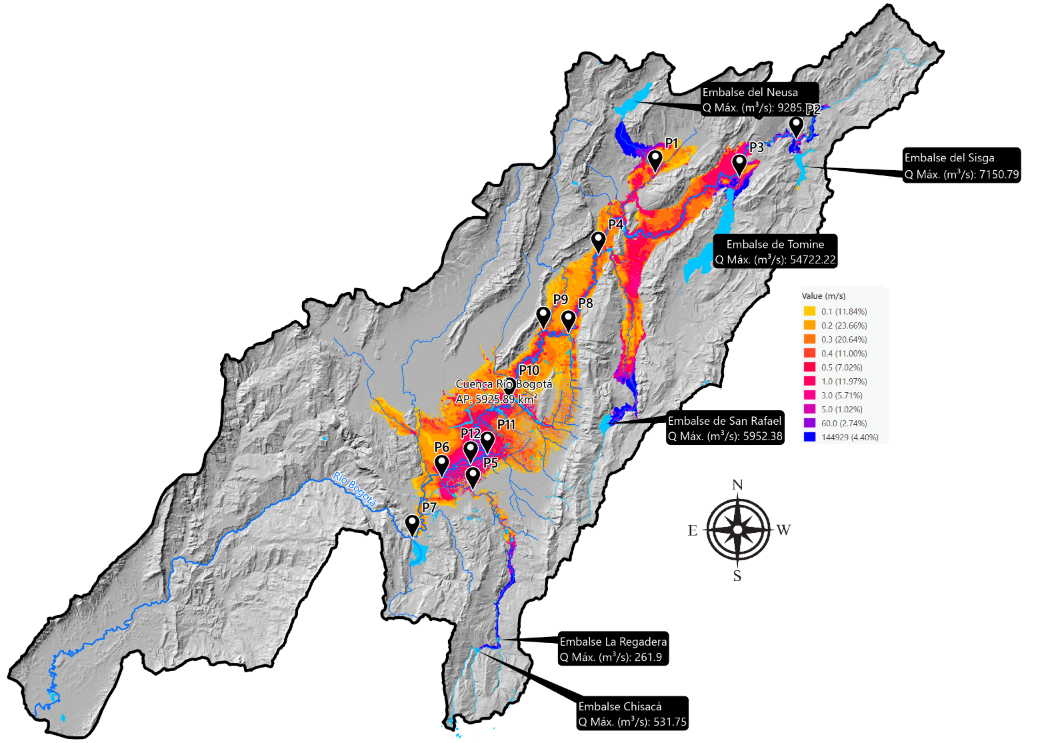 Embalse del Neusa
Q Máx. (m³/s): 9285.
P2
P1
P3
Embalse del Sisga
Q Máx. (m³/s): 7150.79
P4
Embalse de Tomine
Q Máx. (m³/s): 54722.22
Value (m/s)
0.1 (11.84%)
0.2 (23.66%)
0.3 (20.64%)
0.4 (11.00%)
0.5 (7.02%)
1.0 (11.97%)
3.0 (5.71%)
5.0 (1.02%)
60.0 (2.74%)
144929 (4.40%)
P9
P8
P10
Cuenca Río Bogotá
AP: 5925.89 km²
Embalse de San Rafael
Q Máx. (m³/s): 5952.38
P11
P12
P6
P5
Río Bogotá
P7
N
E
W
S
Embalse La Regadera
Q Máx. (m³/s): 261.9
Embalse Chisacá
Q Máx. (m³/s): 531.75